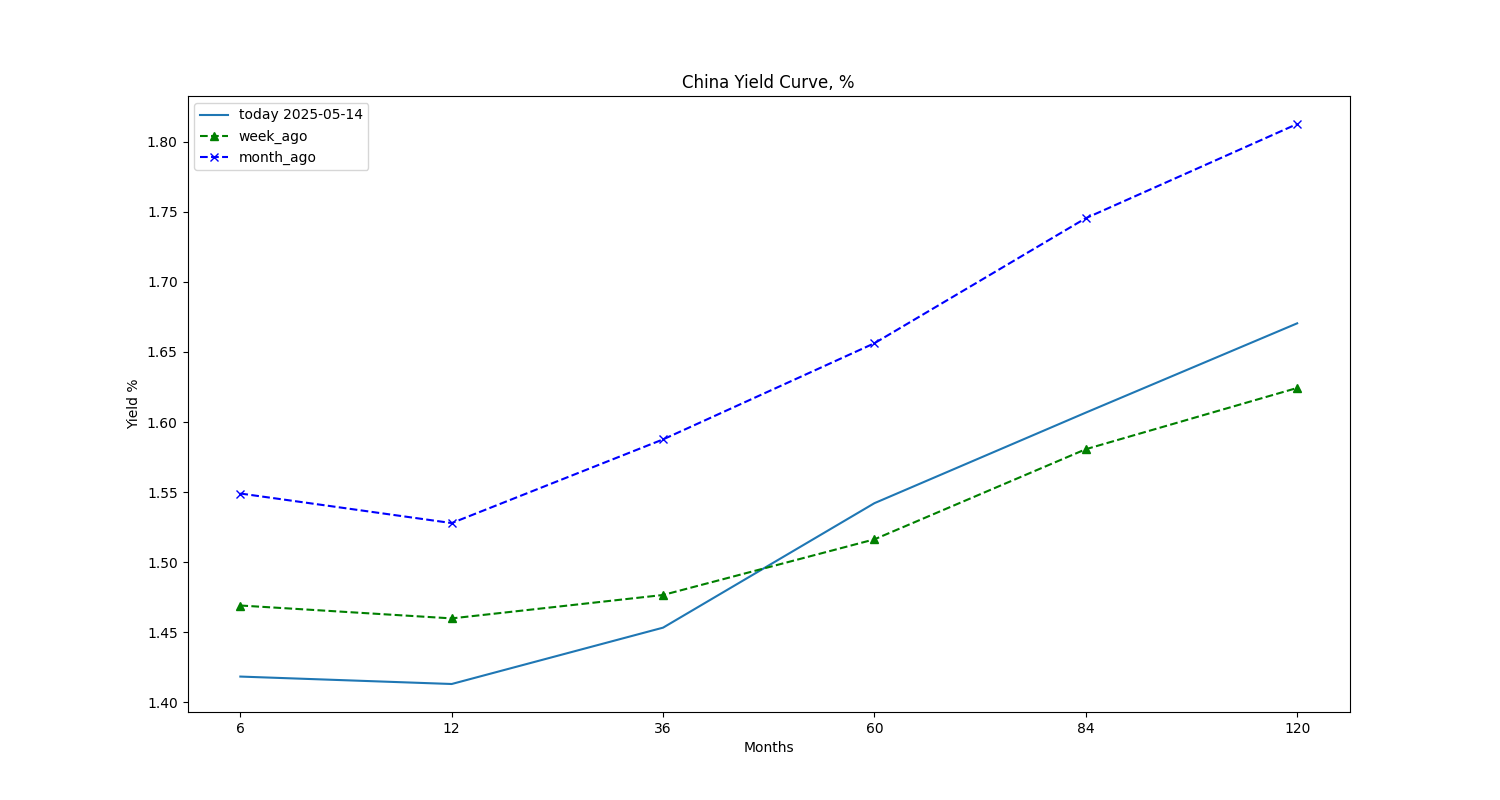 China Yield Curve, %
today 2025-05-14
week_ago
month_ago
1.80
1.75
1.70
1.65
1.60
1.55
1.50
1.45
1.40
Yield %
6 12 36 60 84 120
Months